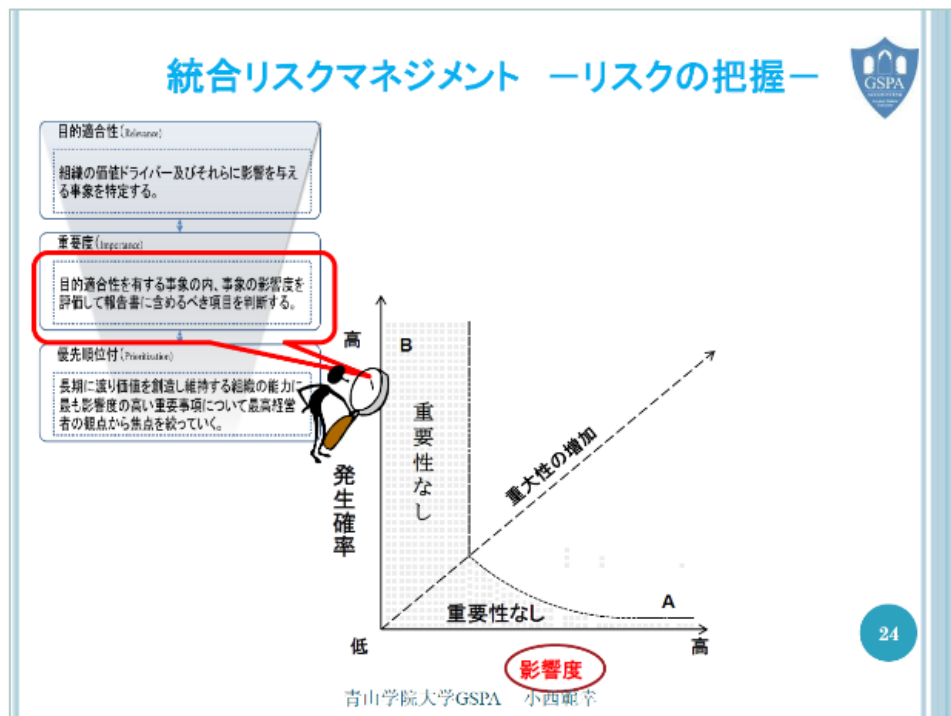 統合リスクマネジメント －リスクの把握－
GSPA
目的適合性(Relevance)
組織の価値ドライバー及びそれらに影響を与え
る事象を特定する。
重要度(Importance)
目的適合性を有する事象の内、事象の影響度を
評価して報告書に含めるべき項目を判断する。
優先順位付(Prioritization)
長期に渡り価値を創造し維持する組織の能力に
最も影響度の高い重要事項について最高経営
者の観点から焦点を絞っていく。
高
B
重要性なし
発生確率
重大性の増加
重要性なし
A
低
高
影響度
24
青山学院大学GSPA 小西範幸